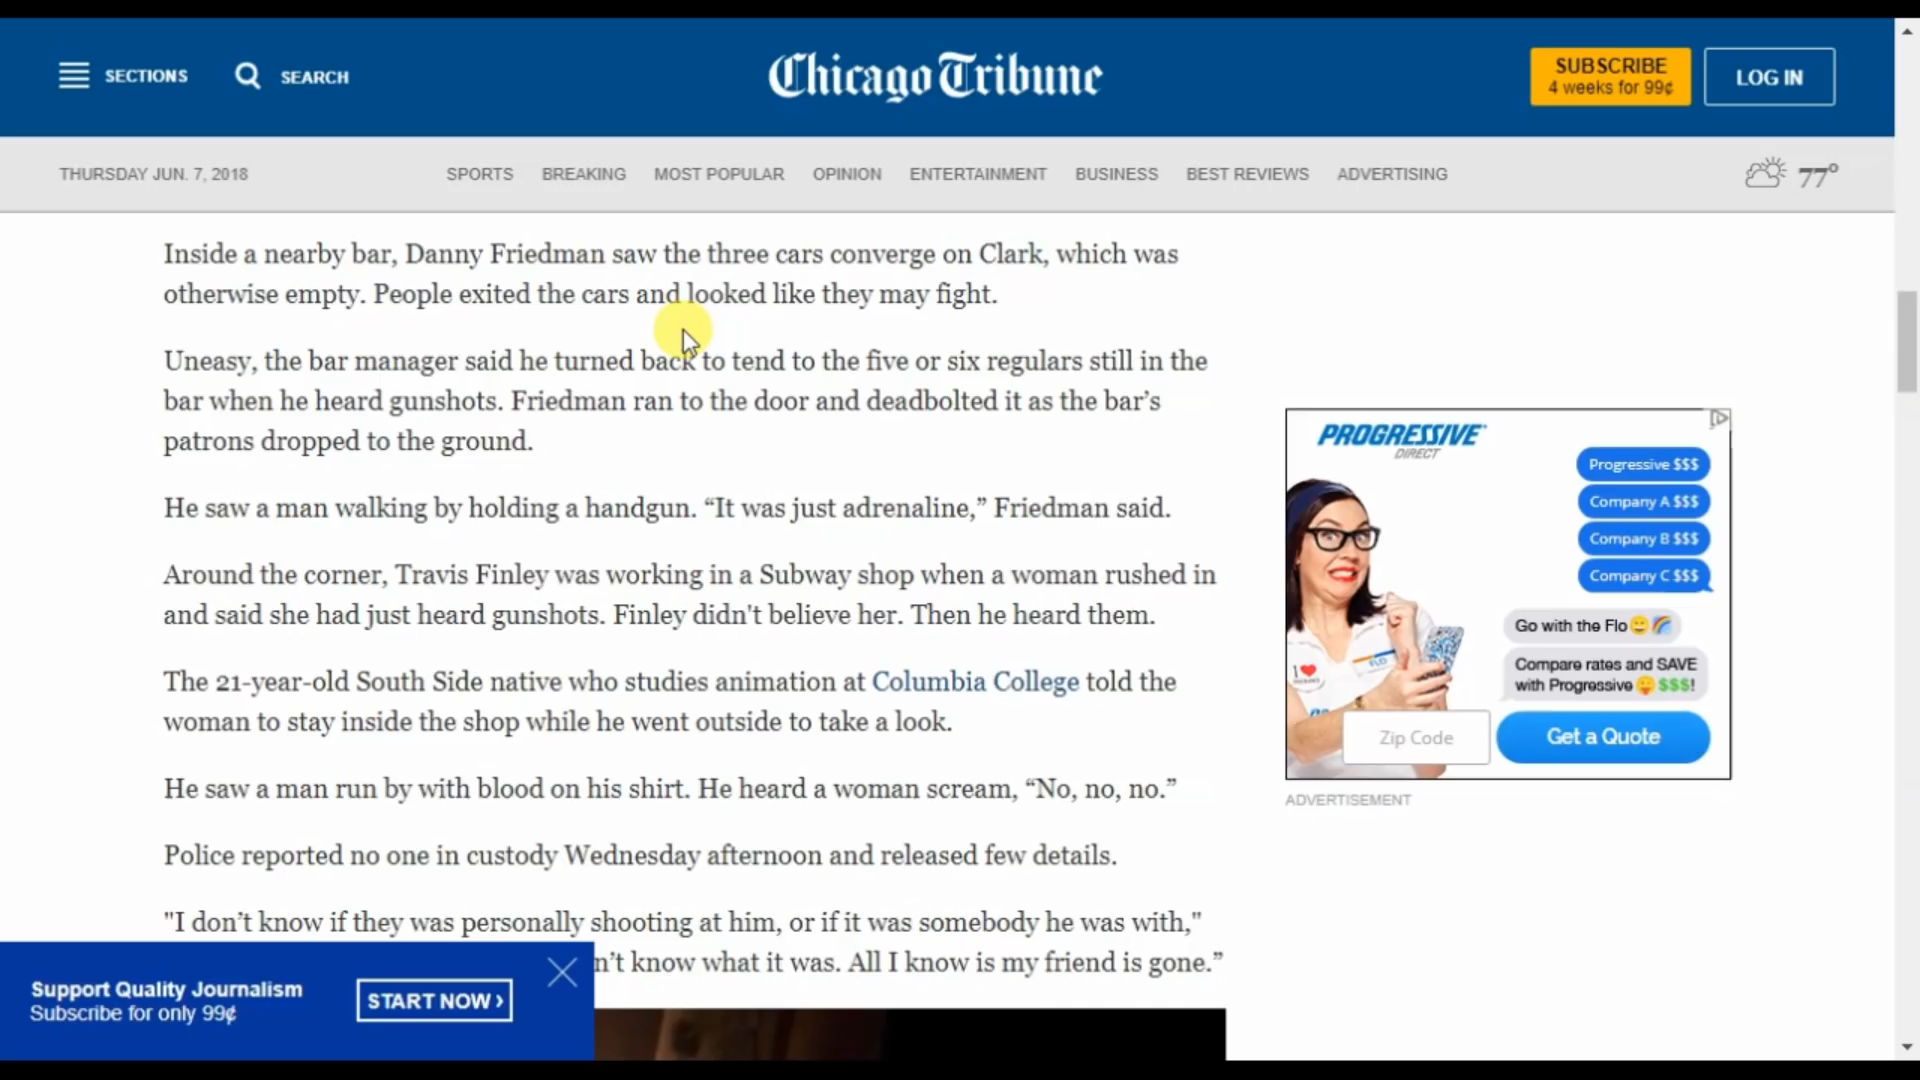 SECTIONS
SEARCH
Chicago Tribune
SUBSCRIBE
4 weeks for 99¢
LOG IN
THURSDAY JUN. 7, 2018
SPORTS
BREAKING
MOST POPULAR
OPINION
ENTERTAINMENT
BUSINESS
BEST REVIEWS
ADVERTISING
77°
Inside a nearby bar, Danny Friedman saw the three cars converge on Clark, which was
otherwise empty. People exited the cars and looked like they may fight.
Uneasy, the bar manager said he turned back to tend to the five or six regulars still in the
bar when he heard gunshots. Friedman ran to the door and deadbolted it as the bar’s
patrons dropped to the ground.
He saw a man walking by holding a handgun. “It was just adrenaline,” Friedman said.
Around the corner, Travis Finley was working in a Subway shop when a woman rushed in
and said she had just heard gunshots. Finley didn't believe her. Then he heard them.
The 21-year-old South Side native who studies animation at Columbia College told the
woman to stay inside the shop while he went outside to take a look.
He saw a man run by with blood on his shirt. He heard a woman scream, “No, no, no.”
Police reported no one in custody Wednesday afternoon and released few details.
"I don’t know if they was personally shooting at him, or if it was somebody he was with,"
n’t know what it was. All I know is my friend is gone.”
PROGRESSIVE
DIRECT
Progressive $$$
Company A $$$
Company B $$$
Company C $$$
Go with the Flo😀🌈
Compare rates and SAVE
with Progressive 😛$$$!
FLO
I ❤
Zip Code
Get a Quote
ADVERTISEMENT
Support Quality Journalism
Subscribe for only 99¢
START NOW ›